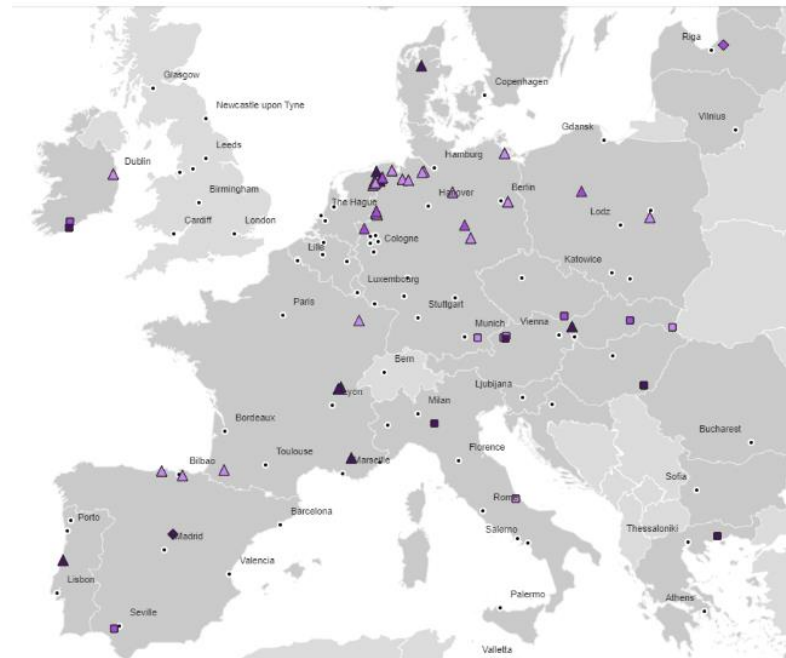 Riga
Glasgow
Copenhagen
Newcastle upon Tyne
Vilnius
Gdansk
Leeds
Hamburg
Dublin
Birmingham
Hanover
Berlin
The Hague
Lodz
Cardiff
London
Cologne
Lille
Katowice
Luxembourg
Paris
Stuttgart
Munich
Vienna
Bern
Ljubljana
Lyon
Milan
Bucharest
Bordeaux
Toulouse
Florence
Marseille
Bilbao
Sofia
Rome
Barcelona
Porto
Thessaloniki
Madrid
Salerno
Valencia
Lisbon
Palermo
Athens
Seville
Valletta